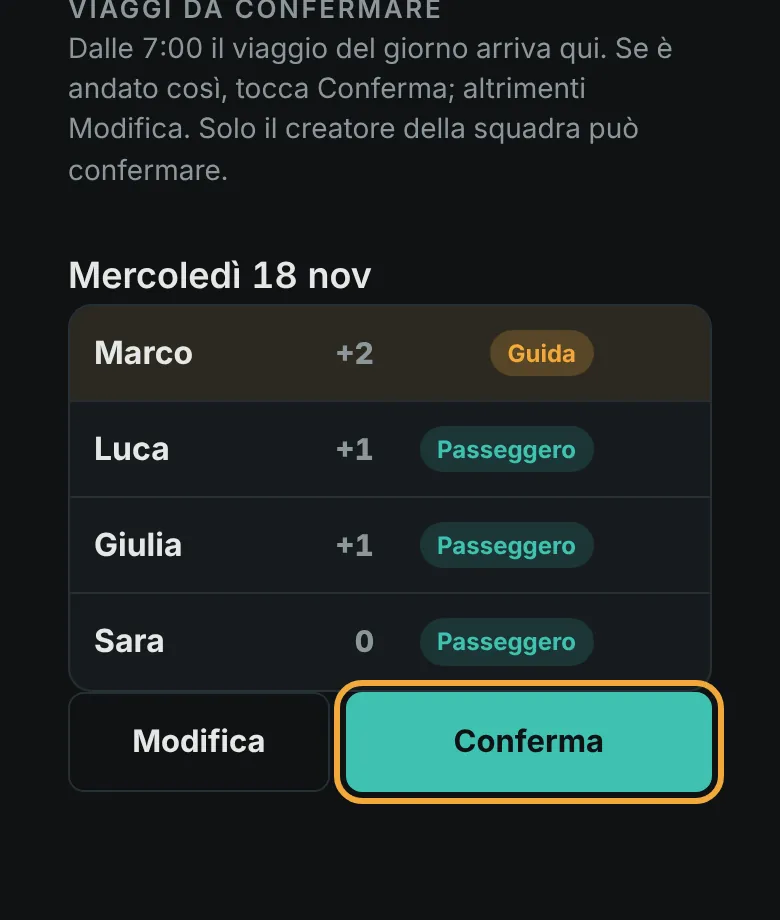 VIAGGI DA CONFERMARE
Dalle 7:00 il viaggio del giorno arriva qui. Se è
andato così, tocca Conferma; altrimenti
Modifica. Solo il creatore della squadra può
confermare.
Mercoledì 18 nov
Marco +2 Guida
Luca +1 Passeggero
Giulia +1 Passeggero
Sara 0 Passeggero
Modifica Conferma